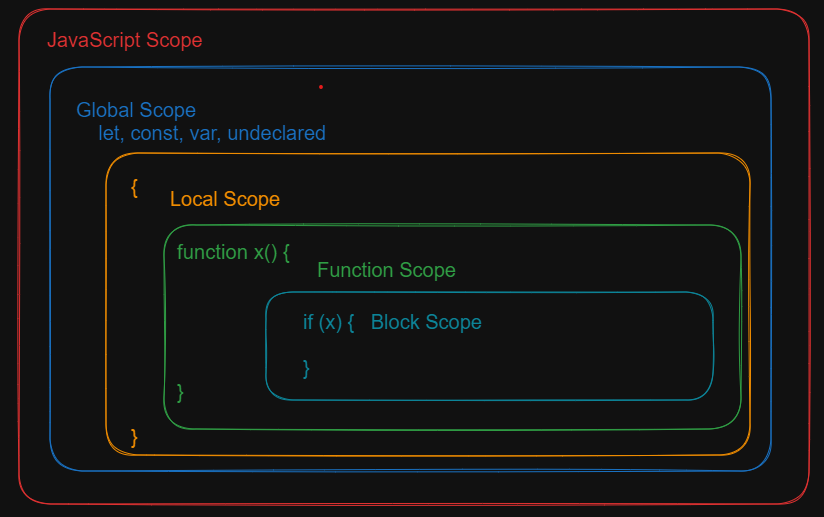 JavaScript Scope
Global Scope
let, const, var, undeclared
{
Local Scope
function x() {
Function Scope
if (x) { Block Scope
}
}
}